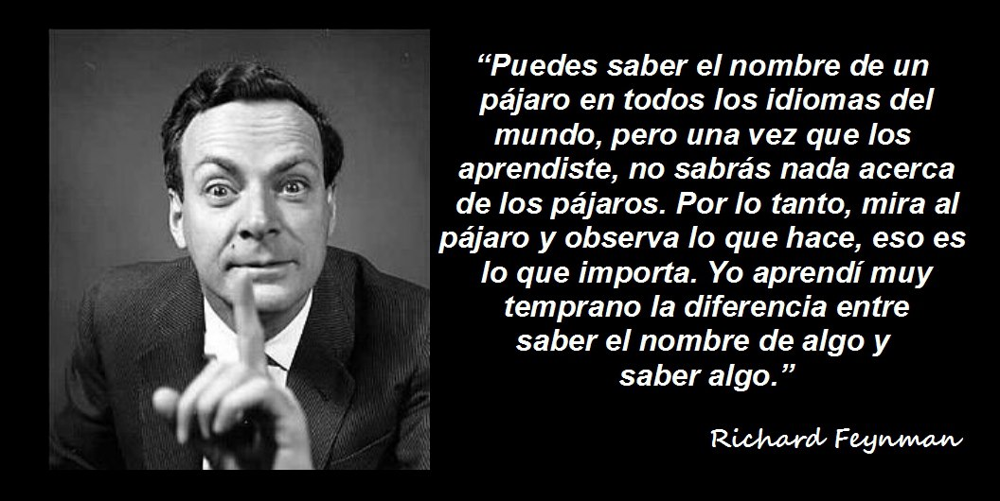 “Puedes saber el nombre de un
pájaro en todos los idiomas del
mundo, pero una vez que los
aprendiste, no sabrás nada acerca
de los pájaros. Por lo tanto, mira al
pájaro y observa lo que hace, eso es
lo que importa. Yo aprendí muy
temprano la diferencia entre
saber el nombre de algo y
saber algo.”
Richard Feynman